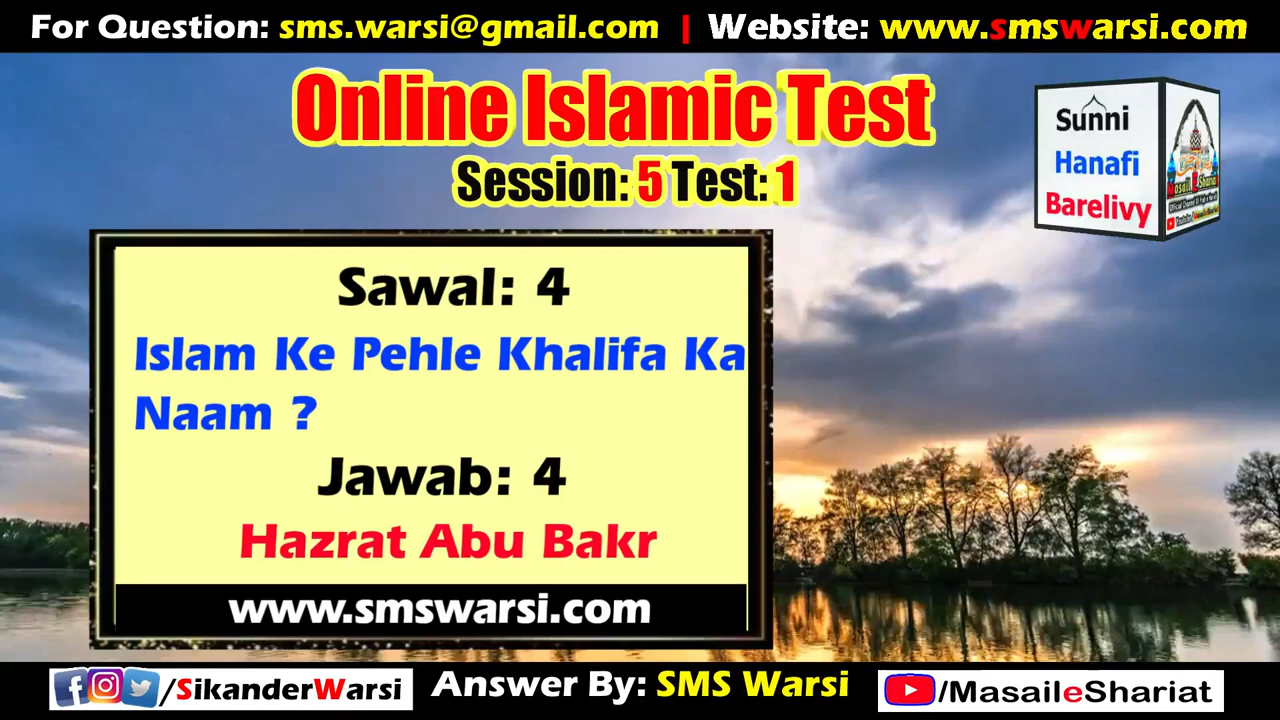 For Question: sms.warsi@gmail.com | Website: www.smswarsi.com
Online Islamic Test
Session: 5 Test: 1
Sunni
Hanafi
Barelivy
Sawal: 4
Islam Ke Pehle Khalifa Ka
Naam ?
Jawab: 4
Hazrat Abu Bakr
www.smswarsi.com
/SikanderWarsi
Answer By: SMS Warsi
/MasaileShariat